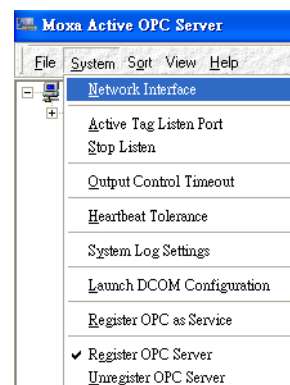 Moxa Active OPC Server
File System Sort View Help
Network Interface
Active Tag Listen Port
Stop Listen
Output Control Timeout
Heartbeat Tolerance
System Log Settings
Launch DCOM Configuration
Register OPC as Service
Register OPC Server
Unregister OPC Server